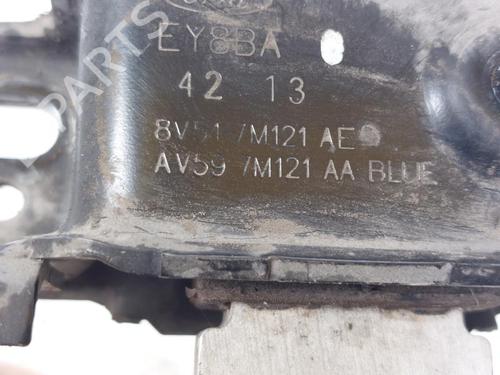 EY8BA
42 13
8V51 7M121 AE
AV59 7M121 AA BLUE
PARTS